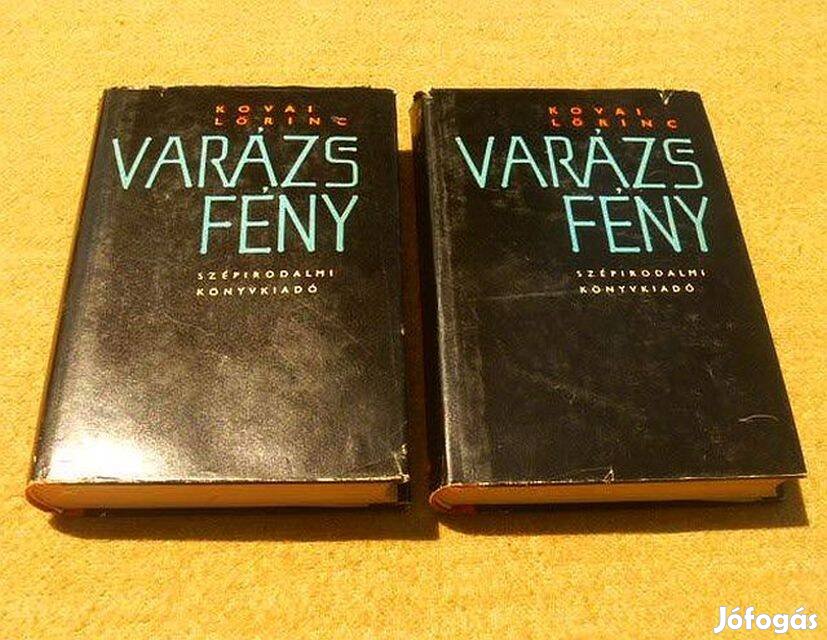 KOVAI
LŐRINC
VARÁZS
FÉNY
SZÉPIRODALMI
KÖNYVKIADÓ
KOVAI
LŐRINC
VARÁZS
FÉNY
SZÉPIRODALMI
KÖNYVKIADÓ
Jófogás